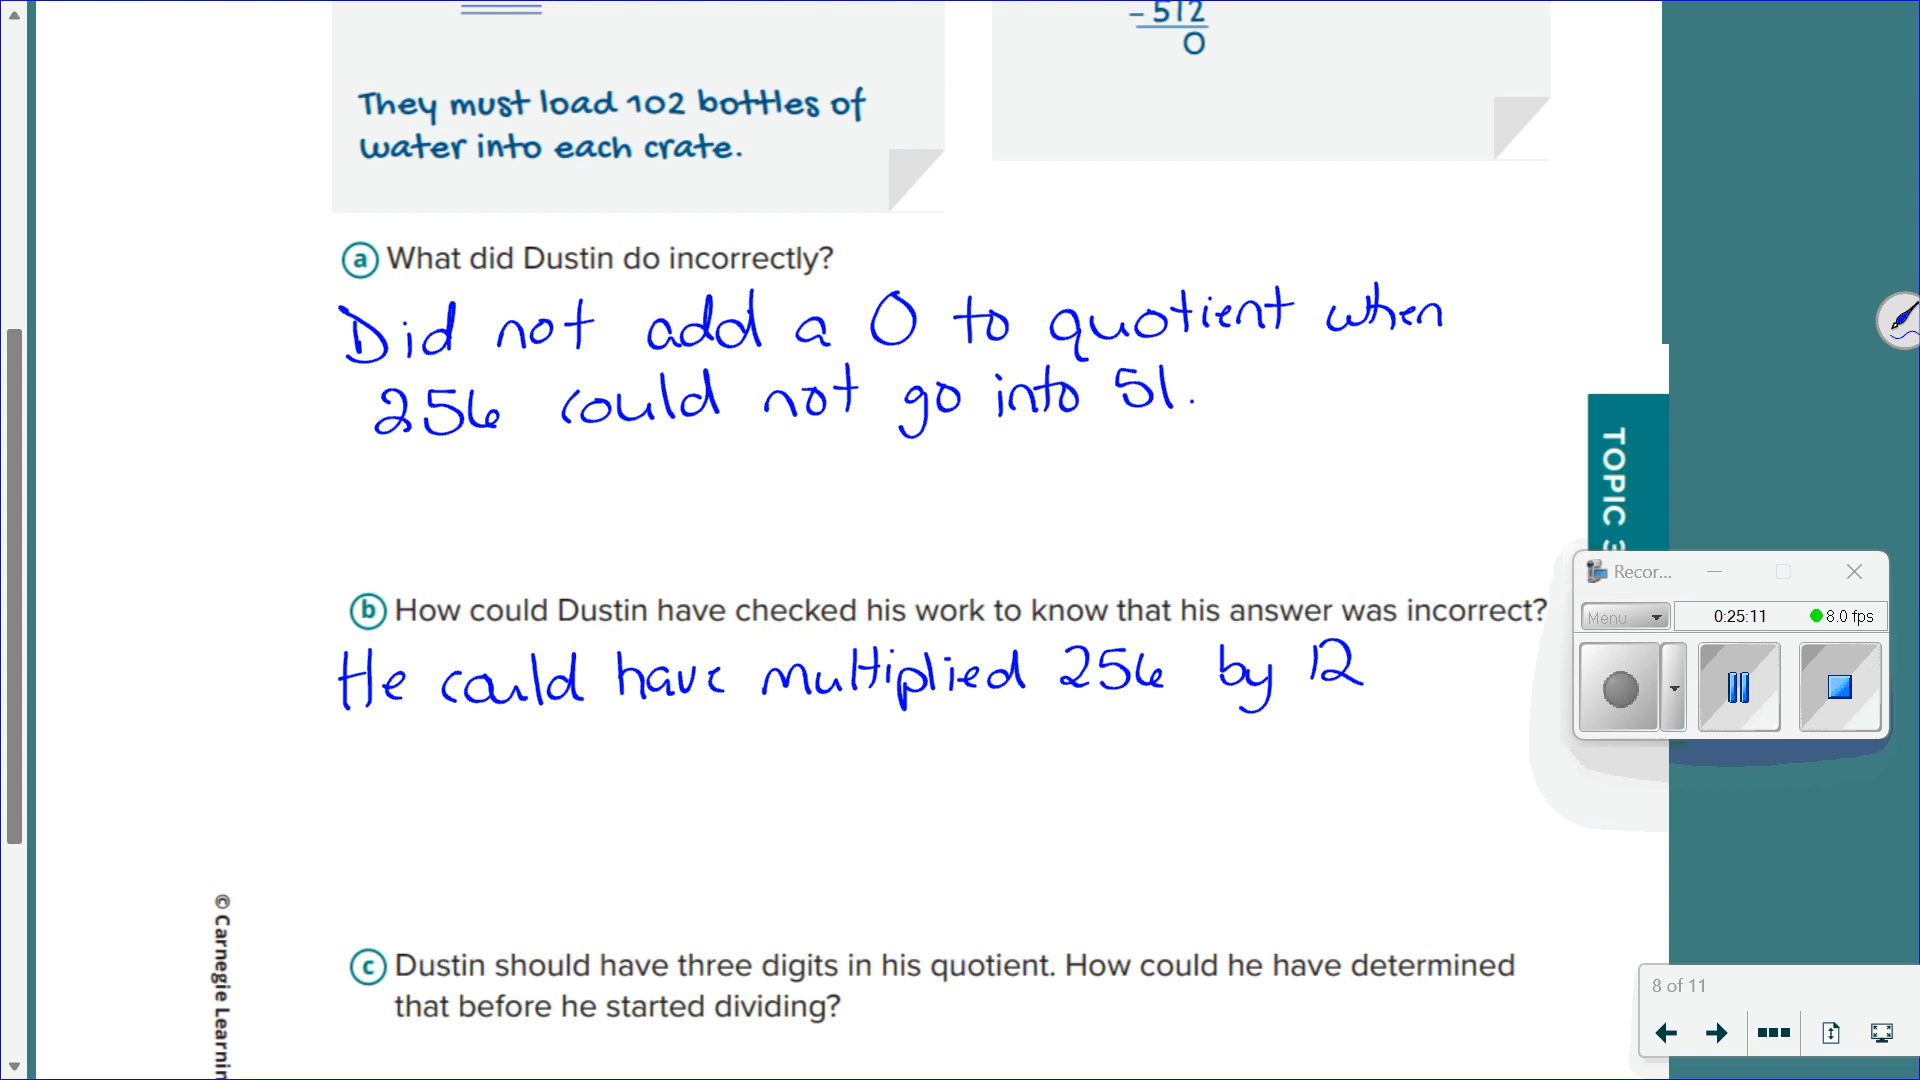 - 512
0
They must load 102 bottles of
water into each crate.
a What did Dustin do incorrectly?
Did not add a 0 to quotient when
256 could not go into 51.
TOPIC 3
Recor...
Menu
0:25:11
8.0 fps
b How could Dustin have checked his work to know that his answer was incorrect?
He could have multiplied 256 by 12
© Carnegie Learnin
c Dustin should have three digits in his quotient. How could he have determined
that before he started dividing?
8 of 11